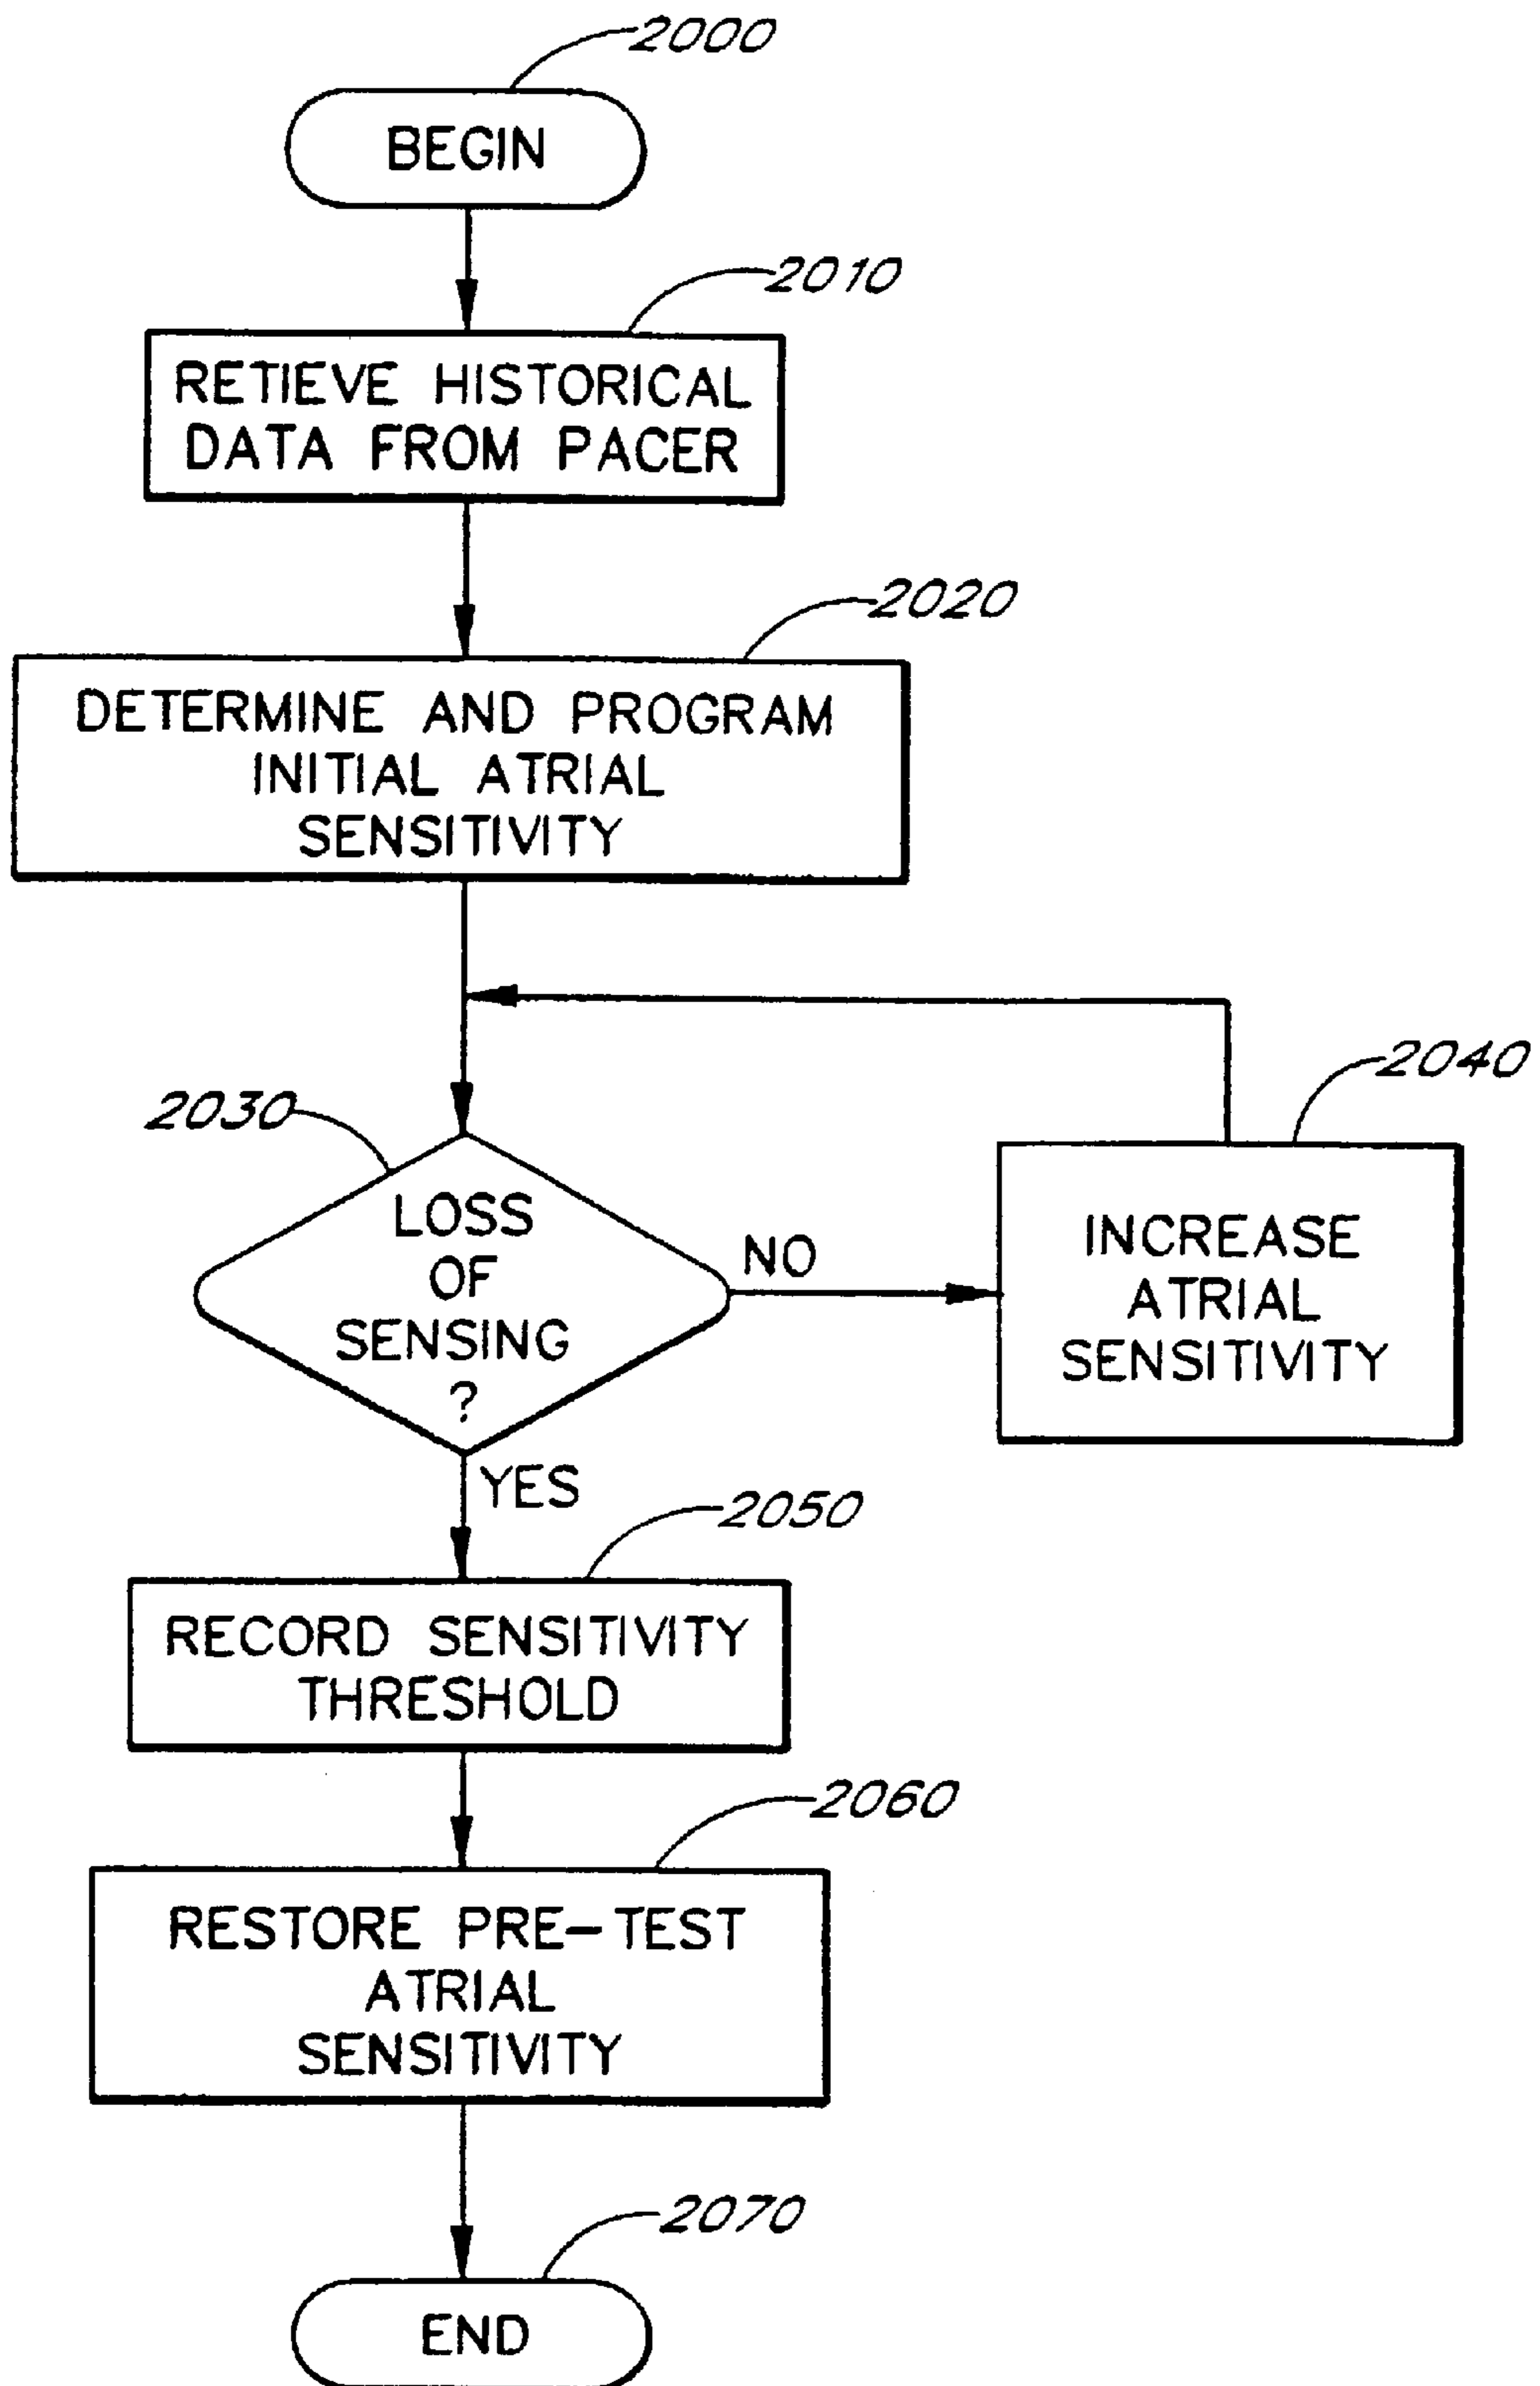 2000
BEGIN
2010
RETIEVE HISTORICAL
DATA FROM PACER
2020
DETERMINE AND PROGRAM
INITIAL ATRIAL
SENSITIVITY
2030
LOSS
OF
SENSING
?
NO
2040
INCREASE
ATRIAL
SENSITIVITY
YES
2050
RECORD SENSITIVITY
THRESHOLD
2060
RESTORE PRE-TEST
ATRIAL
SENSITIVITY
2070
END